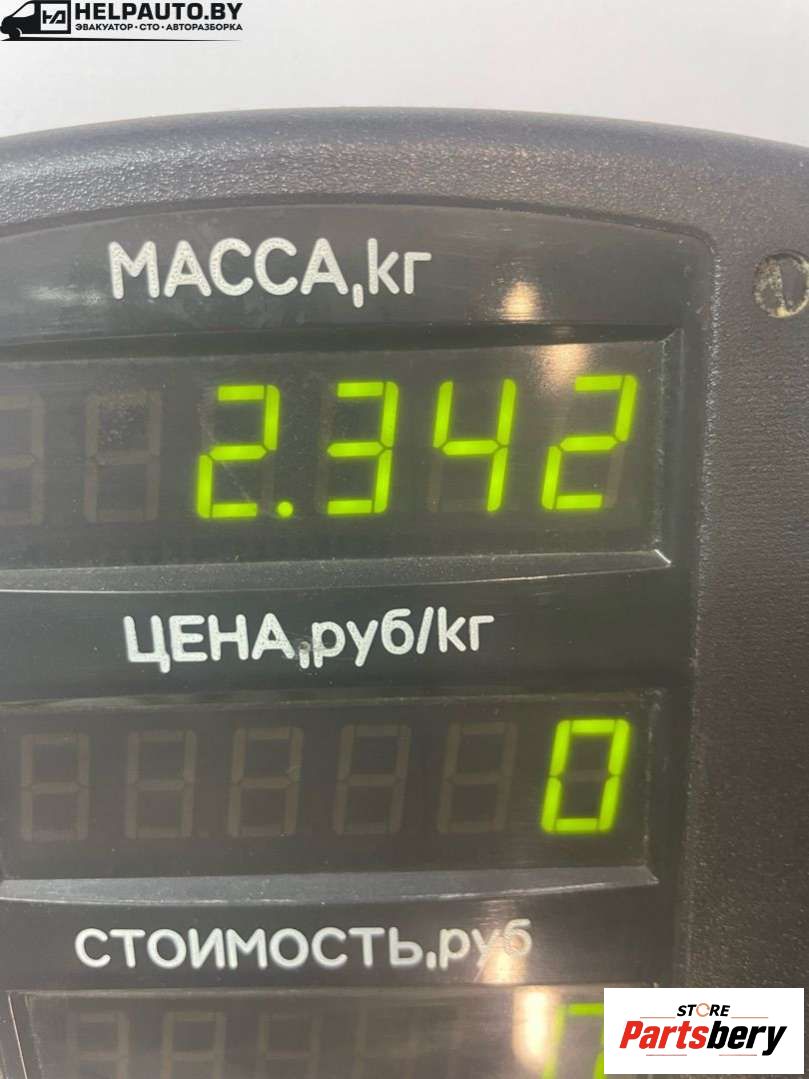 HELPAUTO.BY
ЭВАКУАТОР•СТО•АВТОРАЗБОРКА
МАССА,кг
2.342
ЦЕНА,руб/кг
0
СТОИМОСТЬ,руб
STORE
Partsbery